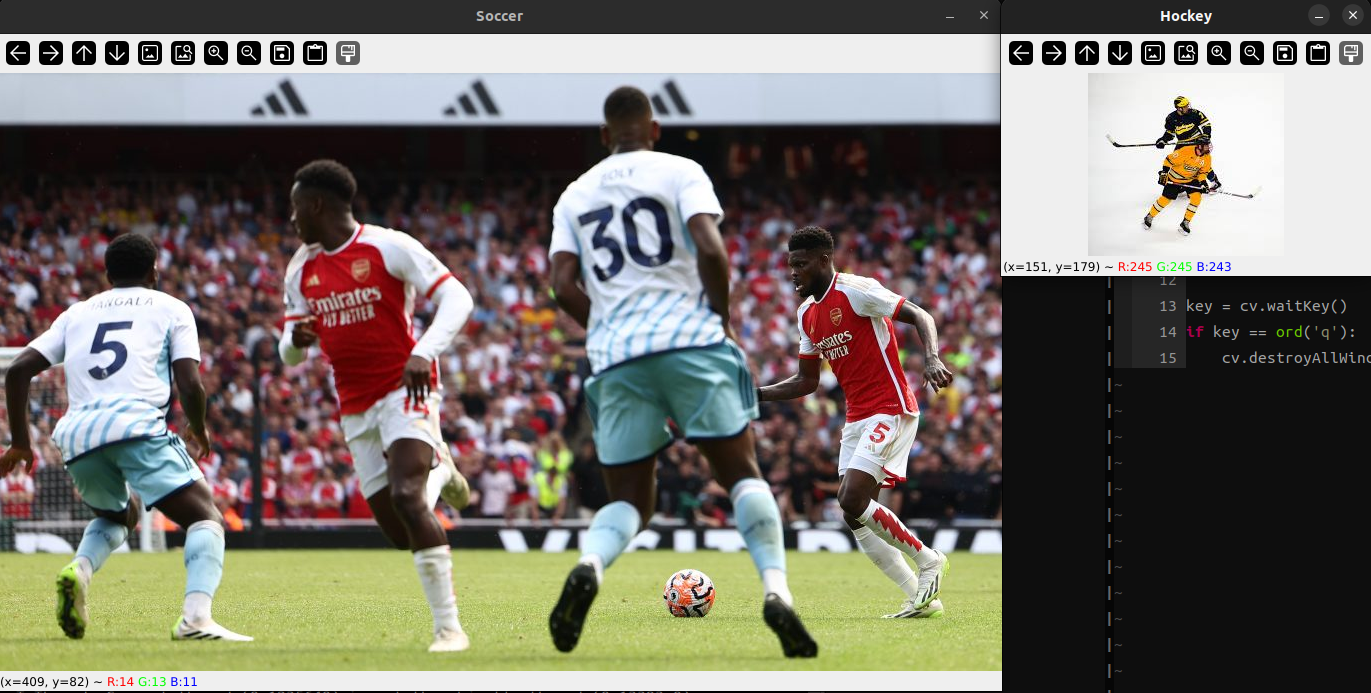 Soccer
Hockey
BOLY
30
MANGALA
5
Emirates
FLY BETTER
Emirates
FLY BETTER
5
(x=409, y=82) ~ R:14 G:13 B:11
(x=151, y=179) ~ R:245 G:245 B:243
12
13 key = cv.waitKey()
14 if key == ord('q'):
15 cv.destroyAllWind